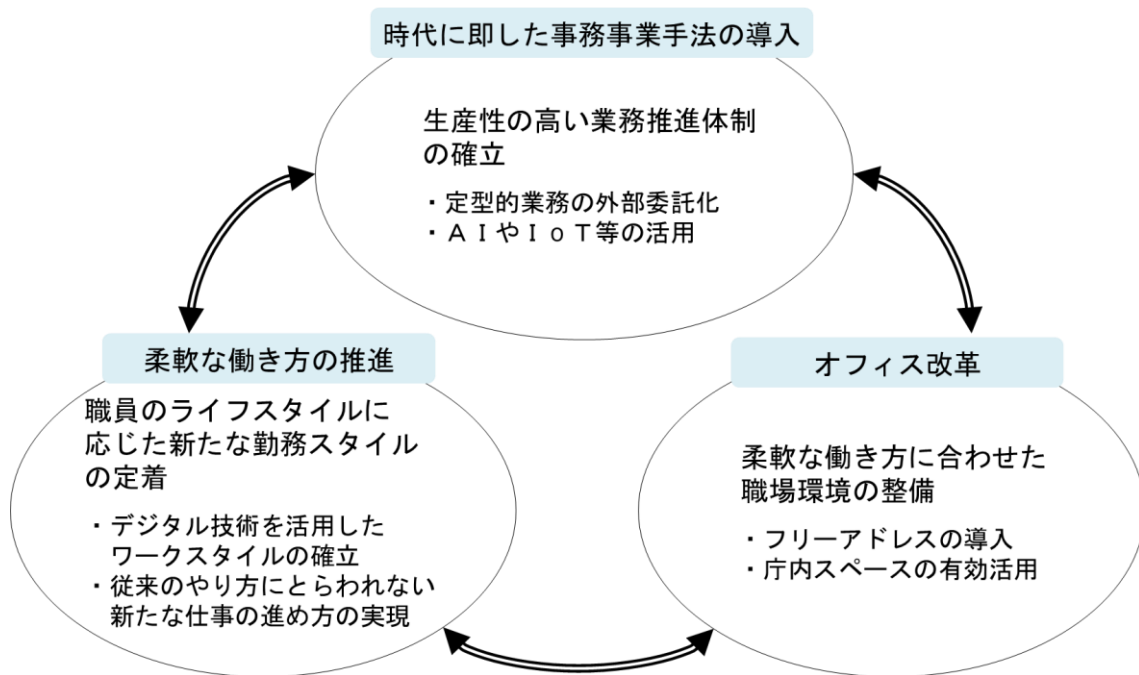 時代に即した事務事業手法の導入
生産性の高い業務推進体制
の確立
・定型的業務の外部委託化
・ＡＩやＩｏＴ等の活用
柔軟な働き方の推進
職員のライフスタイルに
応じた新たな勤務スタイル
の定着
・デジタル技術を活用した
ワークスタイルの確立
・従来のやり方にとらわれない
新たな仕事の進め方の実現
オフィス改革
柔軟な働き方に合わせた
職場環境の整備
・フリーアドレスの導入
・庁内スペースの有効活用